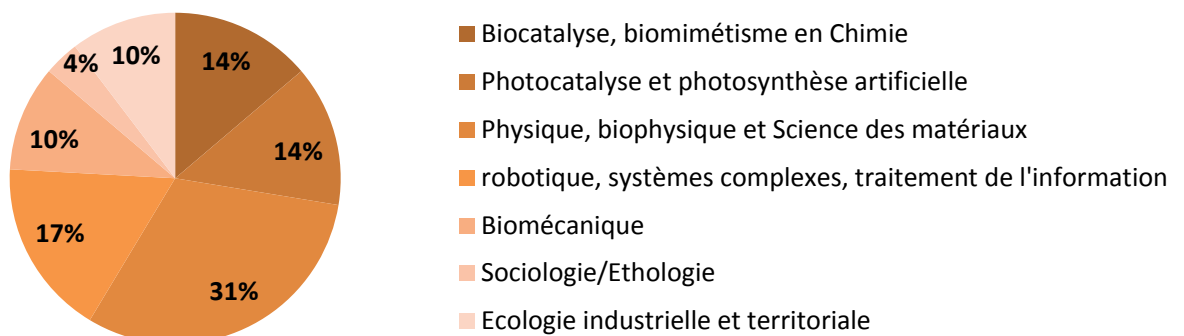 10%
4%
14%
10%
14%
17%
31%
Biocatalyse, biomimétisme en Chimie
Photocatalyse et photosynthèse artificielle
Physique, biophysique et Science des matériaux
robotique, systèmes complexes, traitement de l'information
Biomécanique
Sociologie/Ethologie
Ecologie industrielle et territoriale